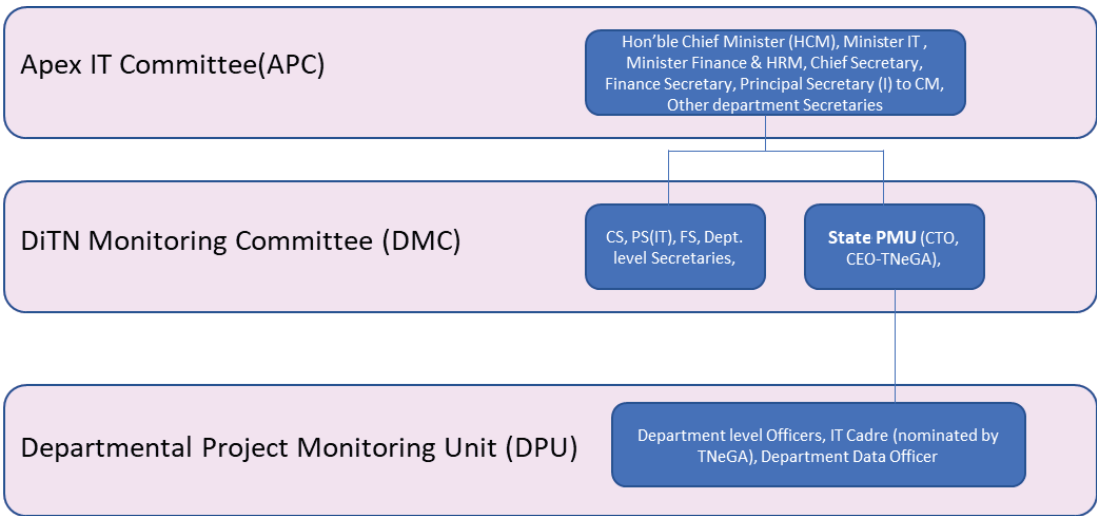 Apex IT Committee(APC)
Hon’ble Chief Minister (HCM), Minister IT ,
Minister Finance & HRM, Chief Secretary,
Finance Secretary, Principal Secretary (I) to CM,
Other department Secretaries
DiTN Monitoring Committee (DMC)
CS, PS(IT), FS, Dept.
level Secretaries,
State PMU (CTO,
CEO-TNeGA),
Departmental Project Monitoring Unit (DPU)
Department level Officers, IT Cadre (nominated by
TNeGA), Department Data Officer